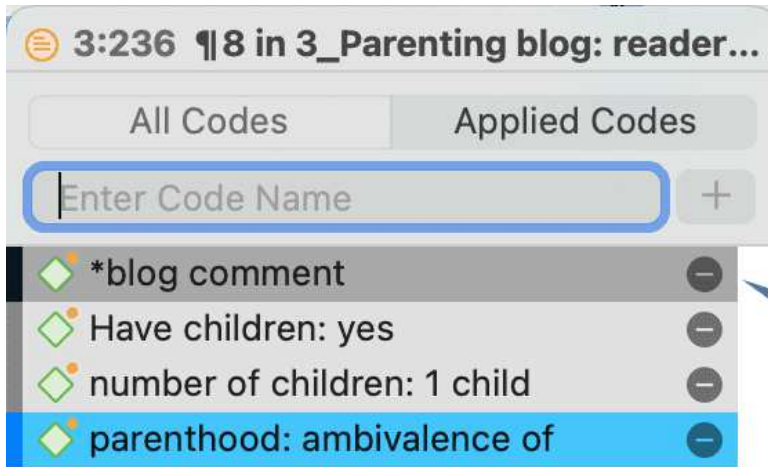 3:236 ¶8 in 3_Parenting blog: reader...
All Codes Applied Codes
Enter Code Name
*blog comment
Have children: yes
number of children: 1 child
parenthood: ambivalence of